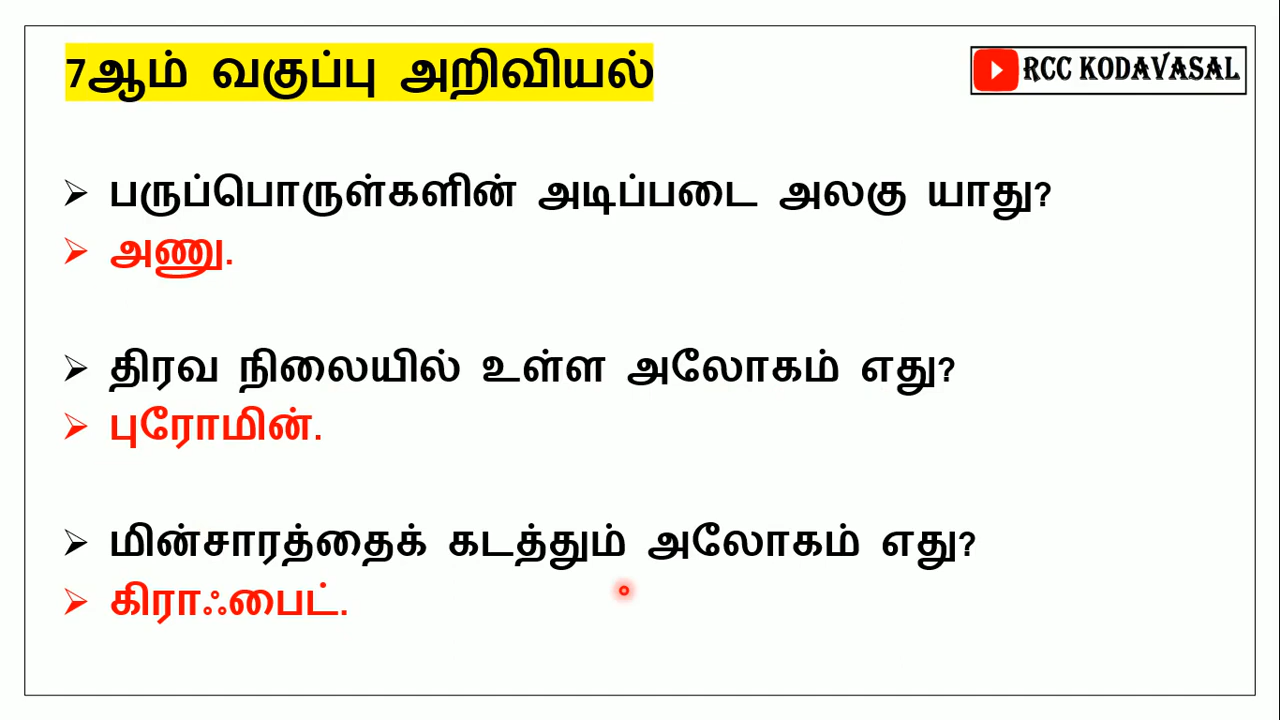 7ஆம் வகுப்பு அறிவியல்
RCC KODAVASAL
பருப்பொருள்களின் அடிப்படை அலகு யாது?
அணு.
திரவ நிலையில் உள்ள அலோகம் எது?
புரோமின்.
மின்சாரத்தைக் கடத்தும் அலோகம் எது?
கிராஃபைட்.